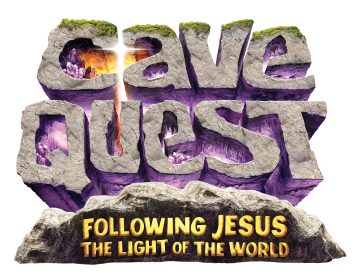 Cave
Quest
FOLLOWING JESUS
THE LIGHT OF THE WORLD